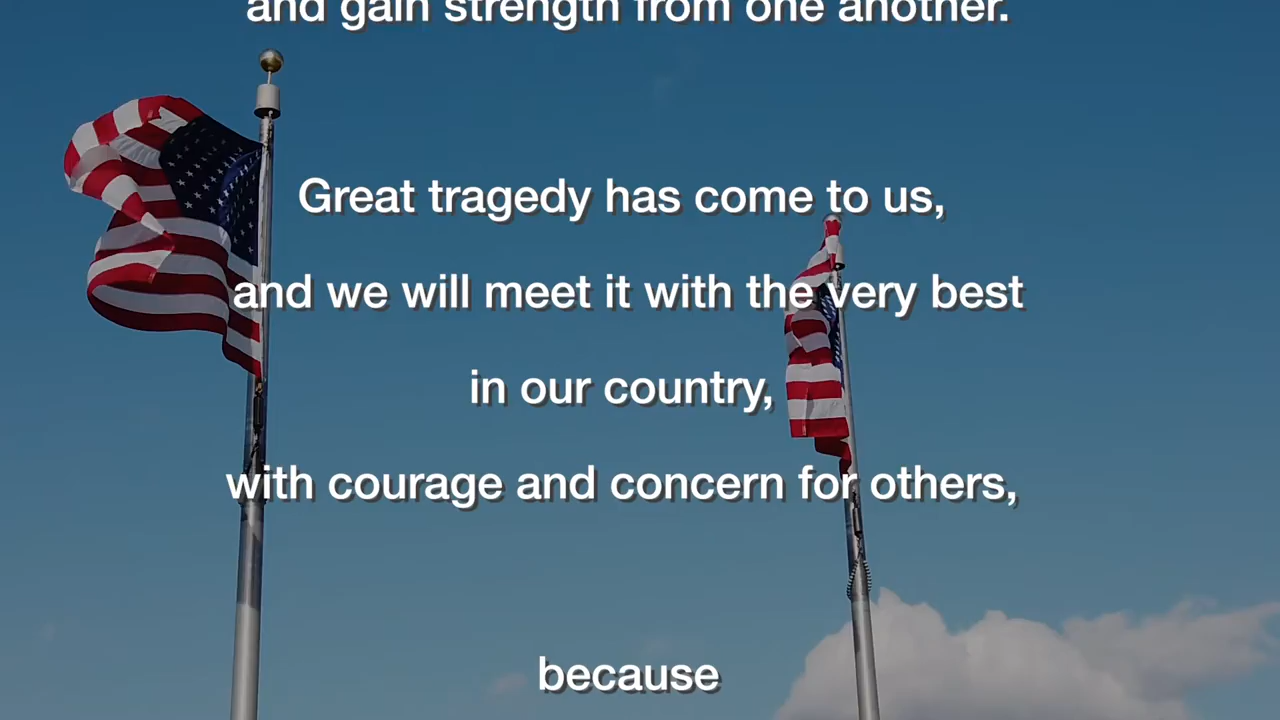 and gain strength from one another.
Great tragedy has come to us,
and we will meet it with the very best
in our country,
with courage and concern for others,
because